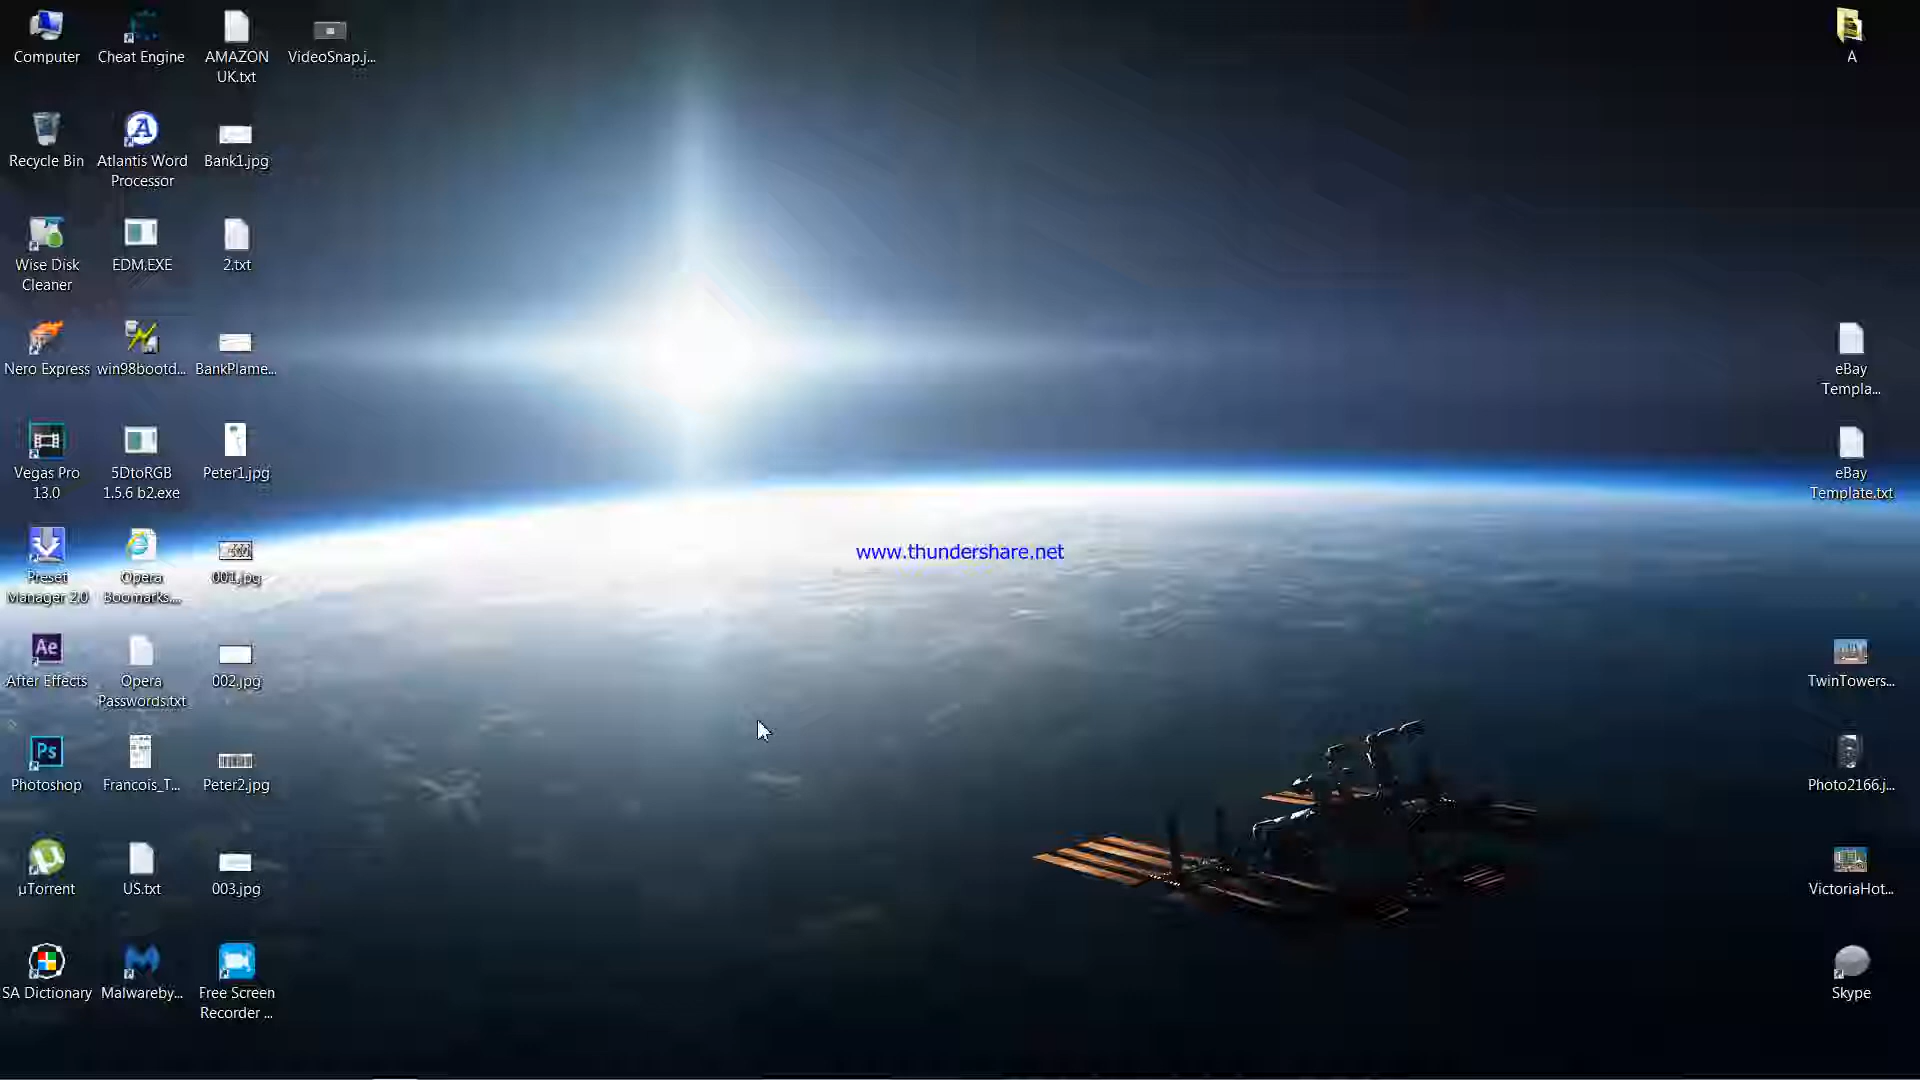 Computer
Cheat Engine
AMAZON
UK.txt
VideoSnap.j...
A
Recycle Bin
Atlantis Word
Processor
Bank1.jpg
Wise Disk
Cleaner
EDM.EXE
2.txt
Nero Express
win98bootd...
BankPlame...
eBay
Templa...
Vegas Pro
13.0
5DtoRGB
1.5.6 b2.exe
Peter1.jpg
eBay
Template.txt
www.thundershare.net
Preset
Manager 2.0
Opera
Boomarks....
001.jpg
Ae
After Effects
Opera
Passwords.txt
002.jpg
TwinTowers...
Ps
Photoshop
Francois_T...
Peter2.jpg
Photo2166.j...
µTorrent
US.txt
003.jpg
VictoriaHot...
SA Dictionary
Malwareby...
Free Screen
Recorder ...
Skype